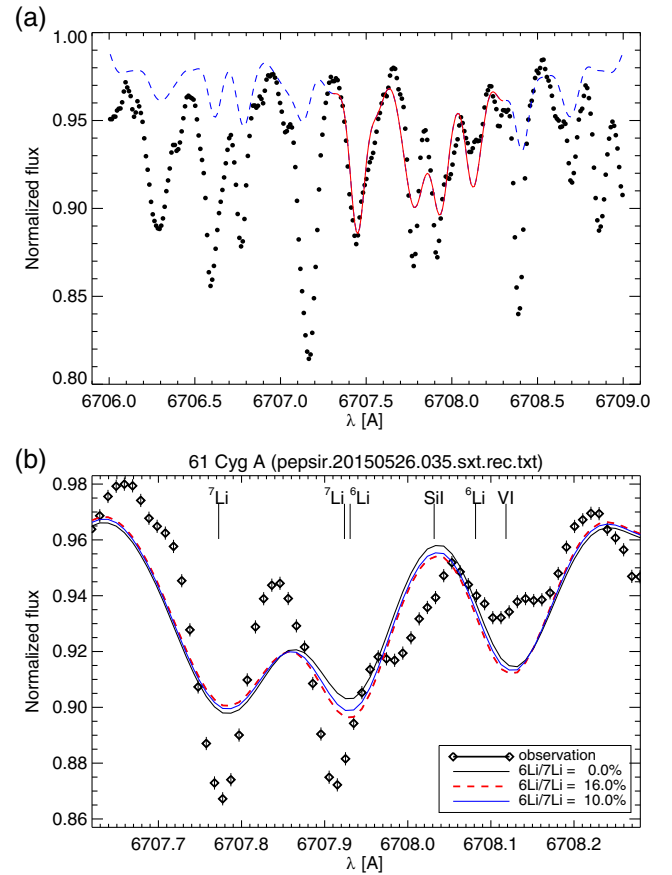 (a)
1.00
0.95
0.90
0.85
0.80
Normalized flux
6706.0 6706.5 6707.0 6707.5 6708.0 6708.5 6709.0
λ [A]
(b)
61 Cyg A (pepsir.20150526.035.sxt.rec.txt)
0.98
0.96
0.94
0.92
0.90
0.88
0.86
Normalized flux
⁷Li ⁷Li ⁶Li SiI ⁶Li VI
observation
6Li/7Li = 0.0%
6Li/7Li = 16.0%
6Li/7Li = 10.0%
6707.7 6707.8 6707.9 6708.0 6708.1 6708.2
λ [A]